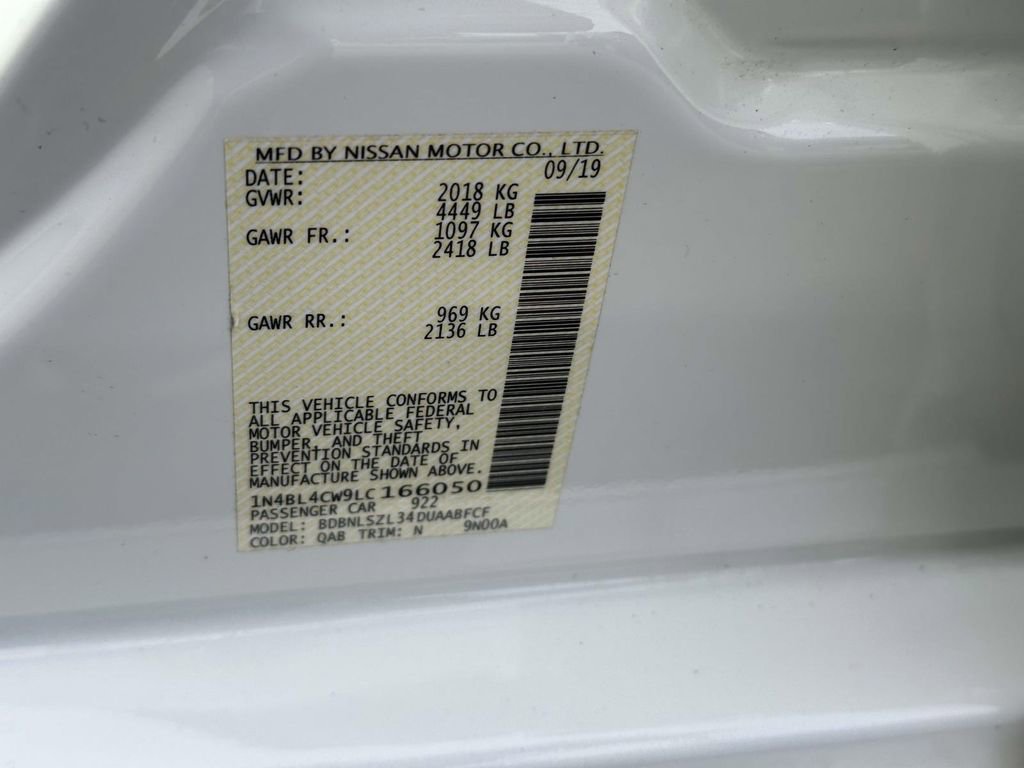 MFD BY NISSAN MOTOR CO., LTD.
DATE: 09/19
GVWR: 2018 KG
4449 LB
GAWR FR.: 1097 KG
2418 LB
GAWR RR.: 969 KG
2136 LB
THIS VEHICLE CONFORMS TO
ALL APPLICABLE FEDERAL
MOTOR VEHICLE SAFETY,
BUMPER, AND THEFT
PREVENTION STANDARDS IN
EFFECT ON THE DATE OF
MANUFACTURE SHOWN ABOVE.
1N4BL4CW9LC166050
PASSENGER CAR 922
MODEL: BDBNLSZL34DUAABFCF
COLOR: QAB TRIM: N 9N00A